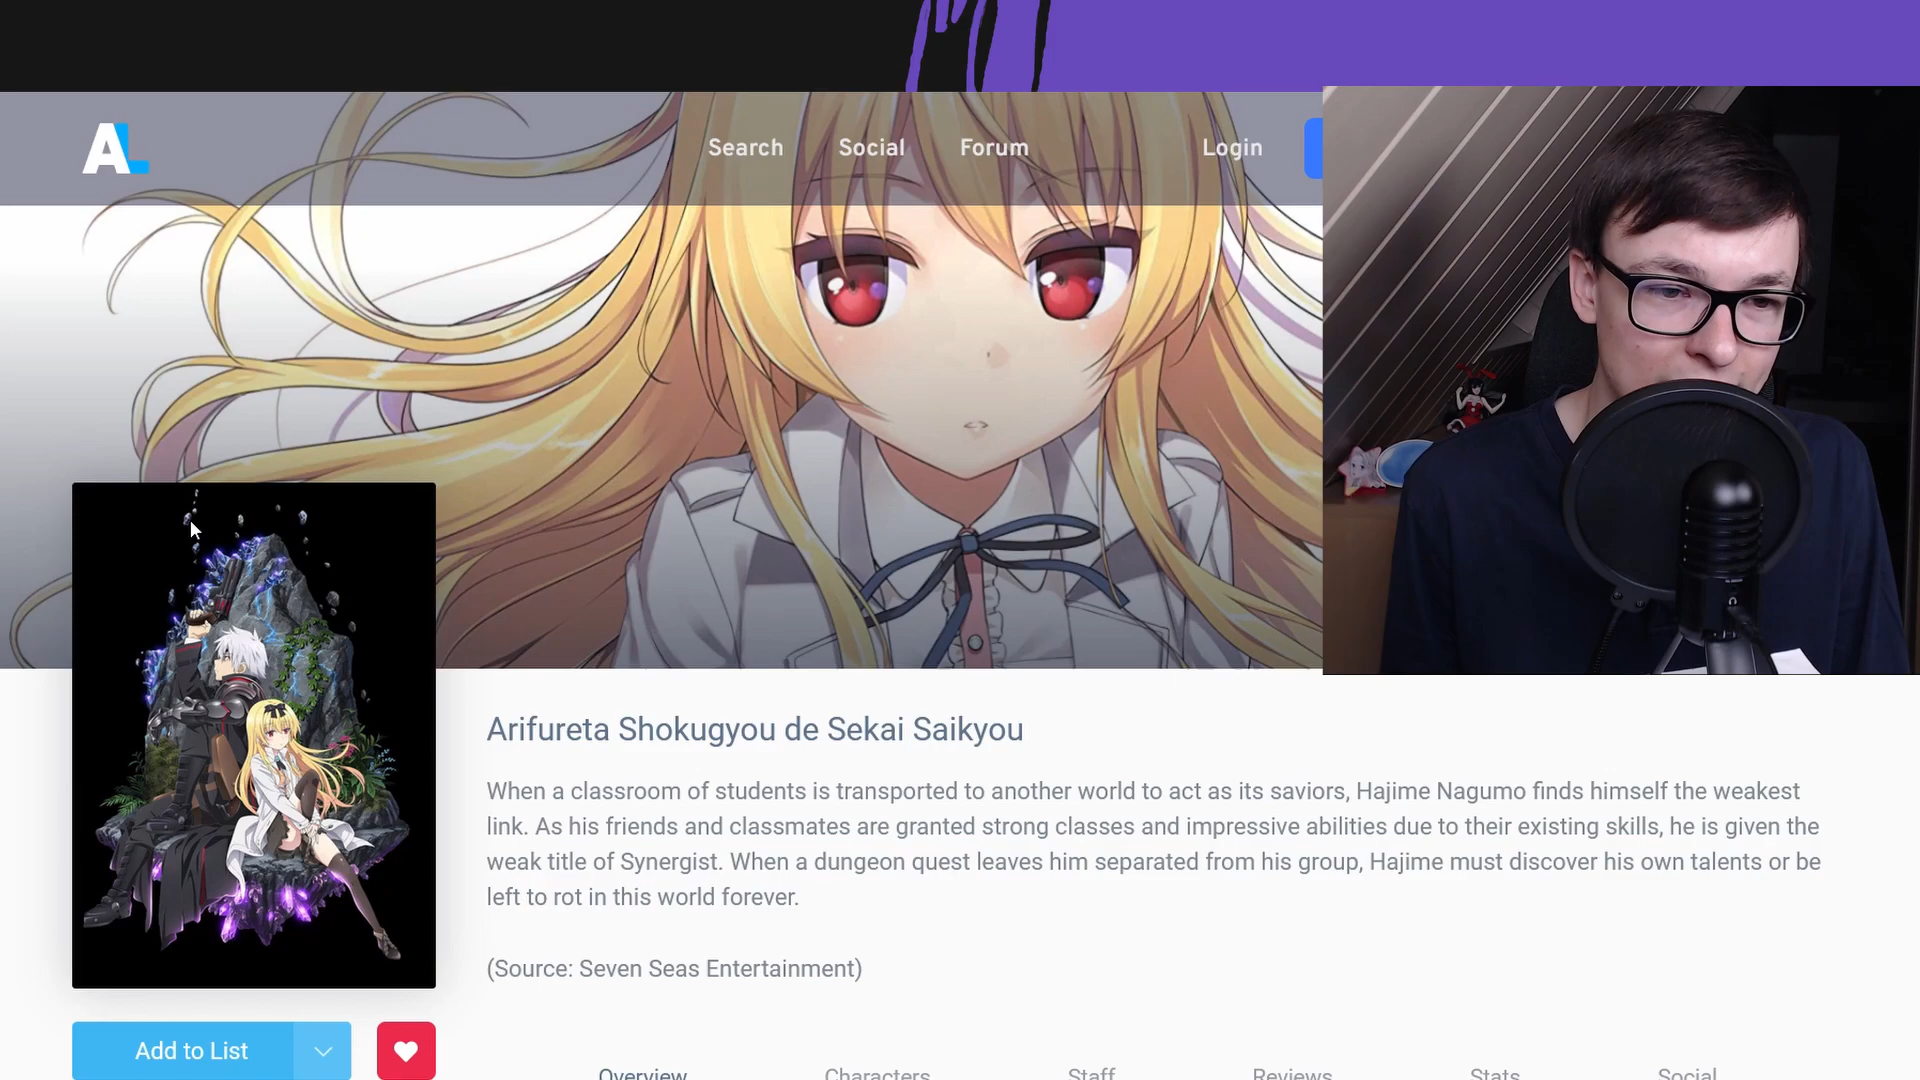 AL
Search Social Forum Login
Arifureta Shokugyou de Sekai Saikyou
When a classroom of students is transported to another world to act as its saviors, Hajime Nagumo finds himself the weakest
link. As his friends and classmates are granted strong classes and impressive abilities due to their existing skills, he is given the
weak title of Synergist. When a dungeon quest leaves him separated from his group, Hajime must discover his own talents or be
left to rot in this world forever.
(Source: Seven Seas Entertainment)
Add to List
Overview Characters Staff Reviews Stats Social